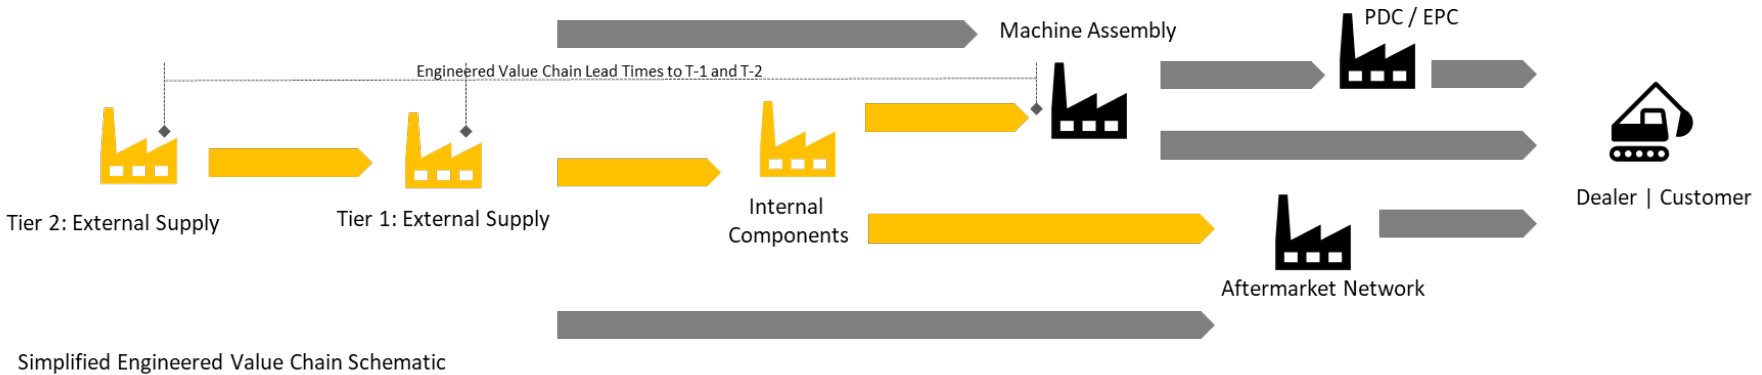 PDC / EPC
Machine Assembly
Engineered Value Chain Lead Times to T-1 and T-2
Tier 2: External Supply
Tier 1: External Supply
Internal
Components
Dealer | Customer
Aftermarket Network
Simplified Engineered Value Chain Schematic